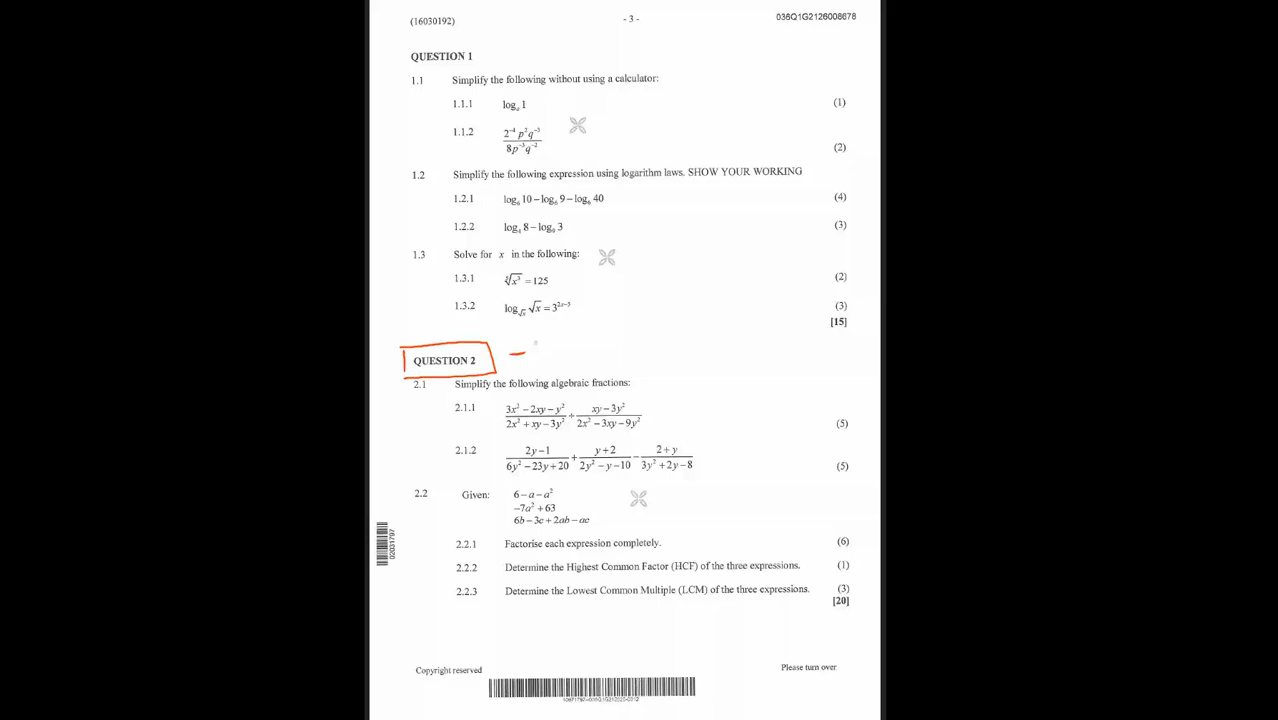 (16030192) - 3 - 036Q1G2126008678
QUESTION 1
1.1 Simplify the following without using a calculator:
1.1.1 logₐ 1 (1)
1.1.2 2⁻⁴ p² q⁻³ / 8p⁻³ q⁻² (2)
1.2 Simplify the following expression using logarithm laws. SHOW YOUR WORKING
1.2.1 log₆ 10 – log₆ 9 – log₆ 40 (4)
1.2.2 log₄ 8 – log₉ 3 (3)
1.3 Solve for x in the following:
1.3.1 = 125 (2)
1.3.2 log √x = 3²ˣ⁻⁵ (3)
[15]
QUESTION 2
2.1 Simplify the following algebraic fractions:
2.1.1 3x² – 2xy – y² / 2x² + xy – 3y² ÷ xy – 3y² / 2x² – 3xy – 9y² (5)
2.1.2 2y – 1 / 6y² – 23y + 20 + y + 2 / 2y² – y – 10 – 2 + y / 3y² + 2y – 8 (5)
2.2 Given: 6 – a – a²
–7a² + 63
6b – 3c + 2ab – ac
2.2.1 Factorise each expression completely. (6)
2.2.2 Determine the Highest Common Factor (HCF) of the three expressions. (1)
2.2.3 Determine the Lowest Common Multiple (LCM) of the three expressions. (3)
[20]
Copyright reserved Please turn over